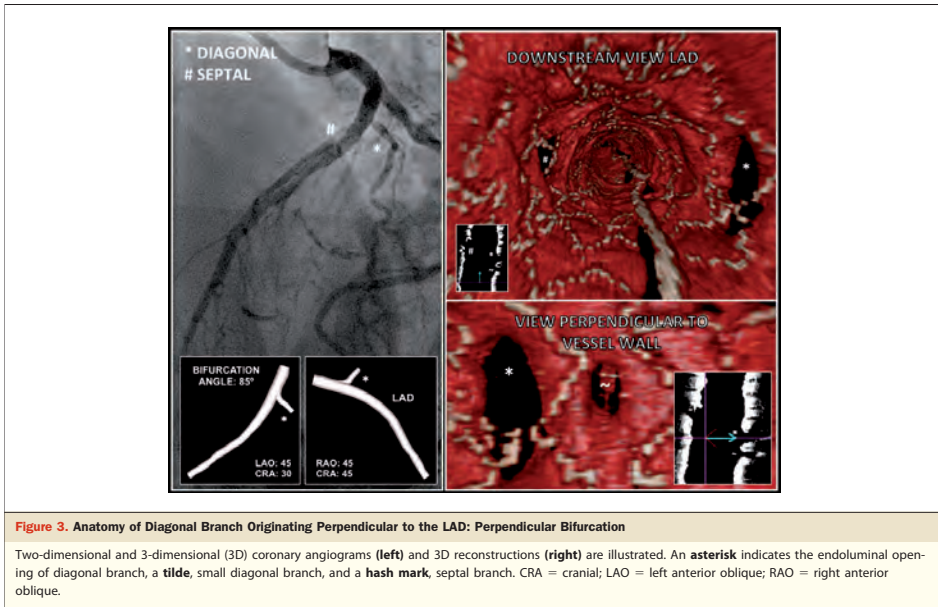 * DIAGONAL
# SEPTAL
#
*
BIFURCATION
ANGLE: 85º
*
LAO: 45
CRA: 30
*
LAD
RAO: 45
CRA: 45
DOWNSTREAM VIEW LAD
#
*
#
VIEW PERPENDICULAR TO
VESSEL WALL
*
~
Figure 3. Anatomy of Diagonal Branch Originating Perpendicular to the LAD: Perpendicular Bifurcation
Two-dimensional and 3-dimensional (3D) coronary angiograms (left) and 3D reconstructions (right) are illustrated. An asterisk indicates the endoluminal open-
ing of diagonal branch, a tilde, small diagonal branch, and a hash mark, septal branch. CRA = cranial; LAO = left anterior oblique; RAO = right anterior
oblique.